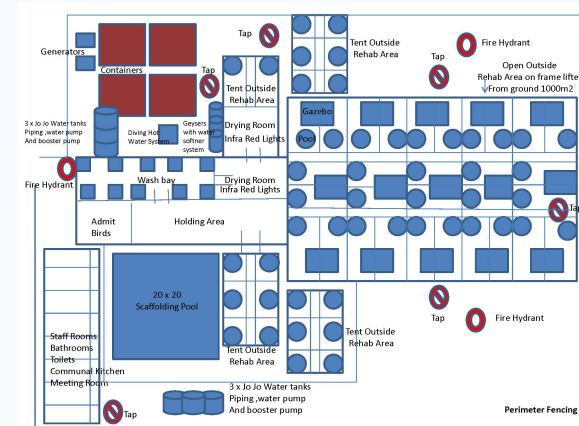 Tap
Fire Hydrant
Generators
Tent Outside
Rehab Area
Tap
Open Outside
Rehab Area on frame lifte
From ground 1000m2
Containers
Tap
Tent Outside
Rehab Area
Gazebo
3 x Jo Jo Water tanks
Piping ,water pump
And booster pump
Diving Hot
Water System
Geysers
with water
softner
system
Drying Room
Infra Red Lights
Pool
Fire Hydrant
Wash bay
Drying Room
Infra Red Lights
Tap
Admit
Birds
Holding Area
20 x 20
Scaffolding Pool
Tap
Fire Hydrant
Staff Rooms
Bathrooms
Toilets
Communal Kitchen
Meeting Room
Tent Outside
Rehab Area
Tent Outside
Rehab Area
3 x Jo Jo Water tanks
Piping ,water pump
And booster pump
Tap
Perimeter Fencing